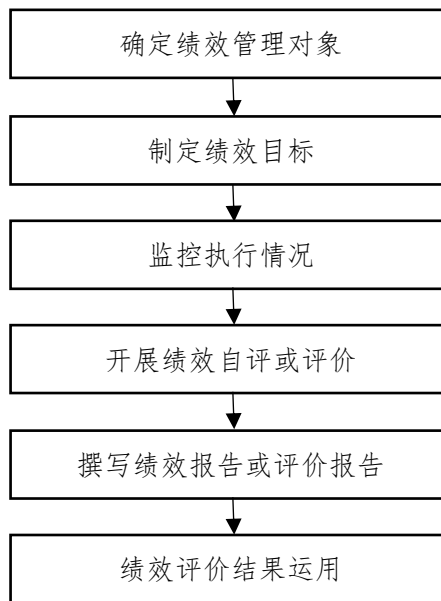 确定绩效管理对象
制定绩效目标
监控执行情况
开展绩效自评或评价
撰写绩效报告或评价报告
绩效评价结果运用